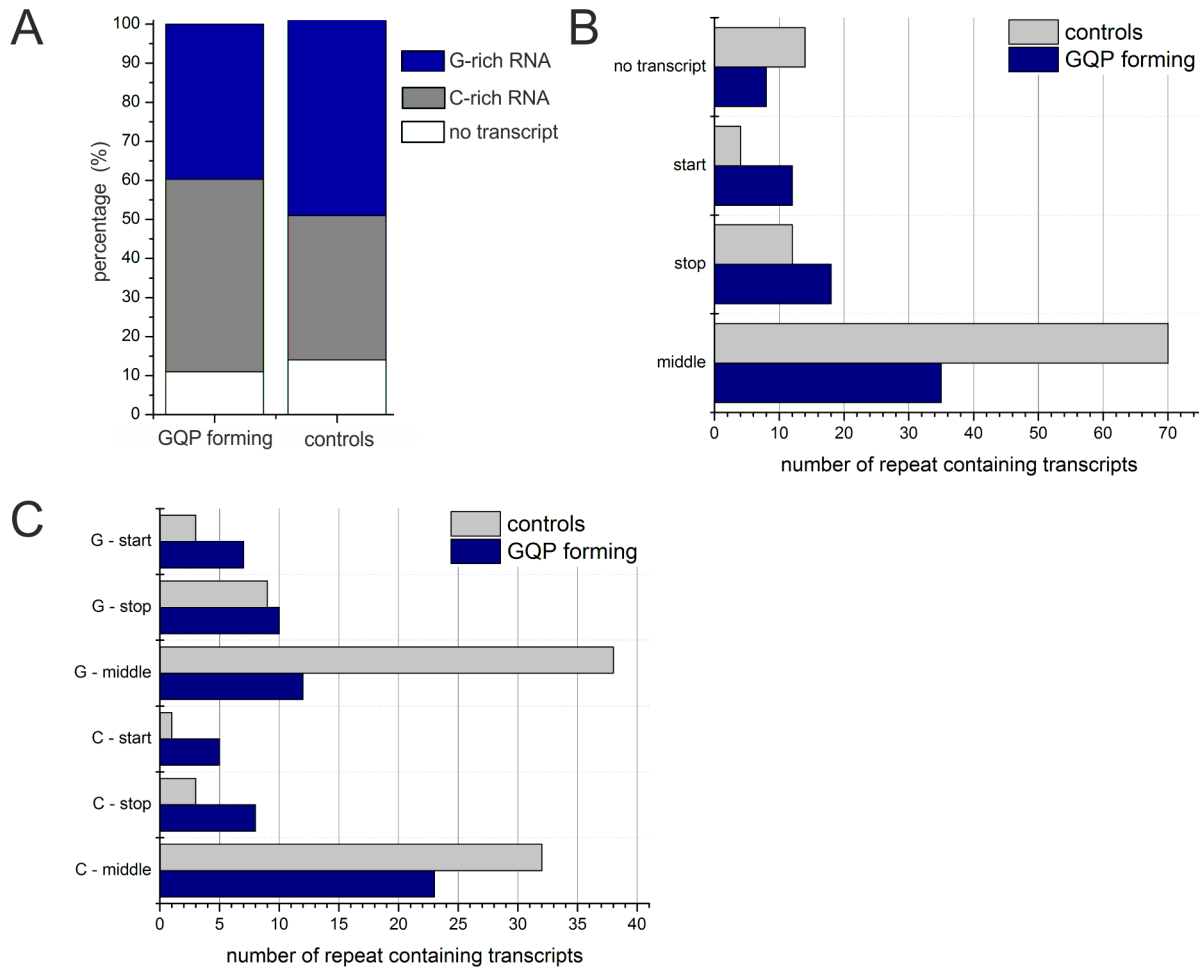 A
100
90
80
70
60
50
40
30
20
10
0
percentage (%)
GQP forming
controls
G-rich RNA
C-rich RNA
no transcript
B
controls
GQP forming
no transcript
start
stop
middle
0 10 20 30 40 50 60 70
number of repeat containing transcripts
C
controls
GQP forming
G - start
G - stop
G - middle
C - start
C - stop
C - middle
0 5 10 15 20 25 30 35 40
number of repeat containing transcripts